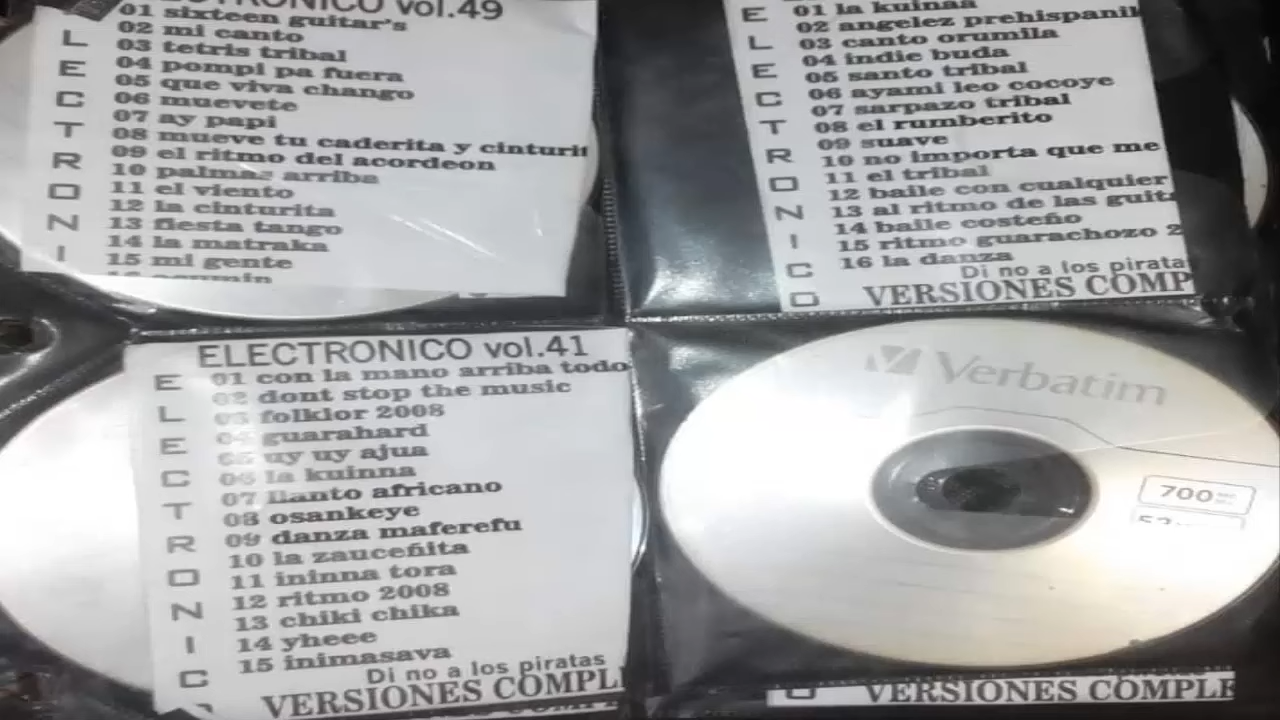 ELECTRONICO vol.49
01 sixteen guitar's
02 mi canto
03 tetris tribal
04 pompi pa fuera
05 que viva chango
06 muevete
07 ay papi
08 mueve tu caderita y cinturit
09 el ritmo del acordeon
10 palmas arriba
11 el viento
12 la cinturita
13 fiesta tango
14 la matraka
15 mi gente
L
E
C
T
R
O
N
I
E
L
E
C
T
R
O
N
I
C
O
01 la kuinaa
02 angelez prehispanik
03 canto orumila
04 indie buda
05 santo tribal
06 ayami leo cocoye
07 sarpazo tribal
08 el rumberito
09 suave
10 no importa que me
11 el tribal
12 baile con cualquier
13 al ritmo de las guita
14 baile costeño
15 ritmo guarachozo 2
16 la danza
Di no a los piratas
VERSIONES COMP
ELECTRONICO vol.41
E
L
E
C
T
R
O
N
I
C
01 con la mano arriba todo
02 dont stop the music
03 folklor 2008
04 guarahard
05 uy uy ajua
06 la kuinna
07 llanto africano
08 osankeye
09 danza maferefu
10 la zauceñita
11 ininna tora
12 ritmo 2008
13 chiki chika
14 yheee
15 inimasava
Di no a los piratas
VERSIONES COMPL
Verbatim
700
O
VERSIONES COMPLE